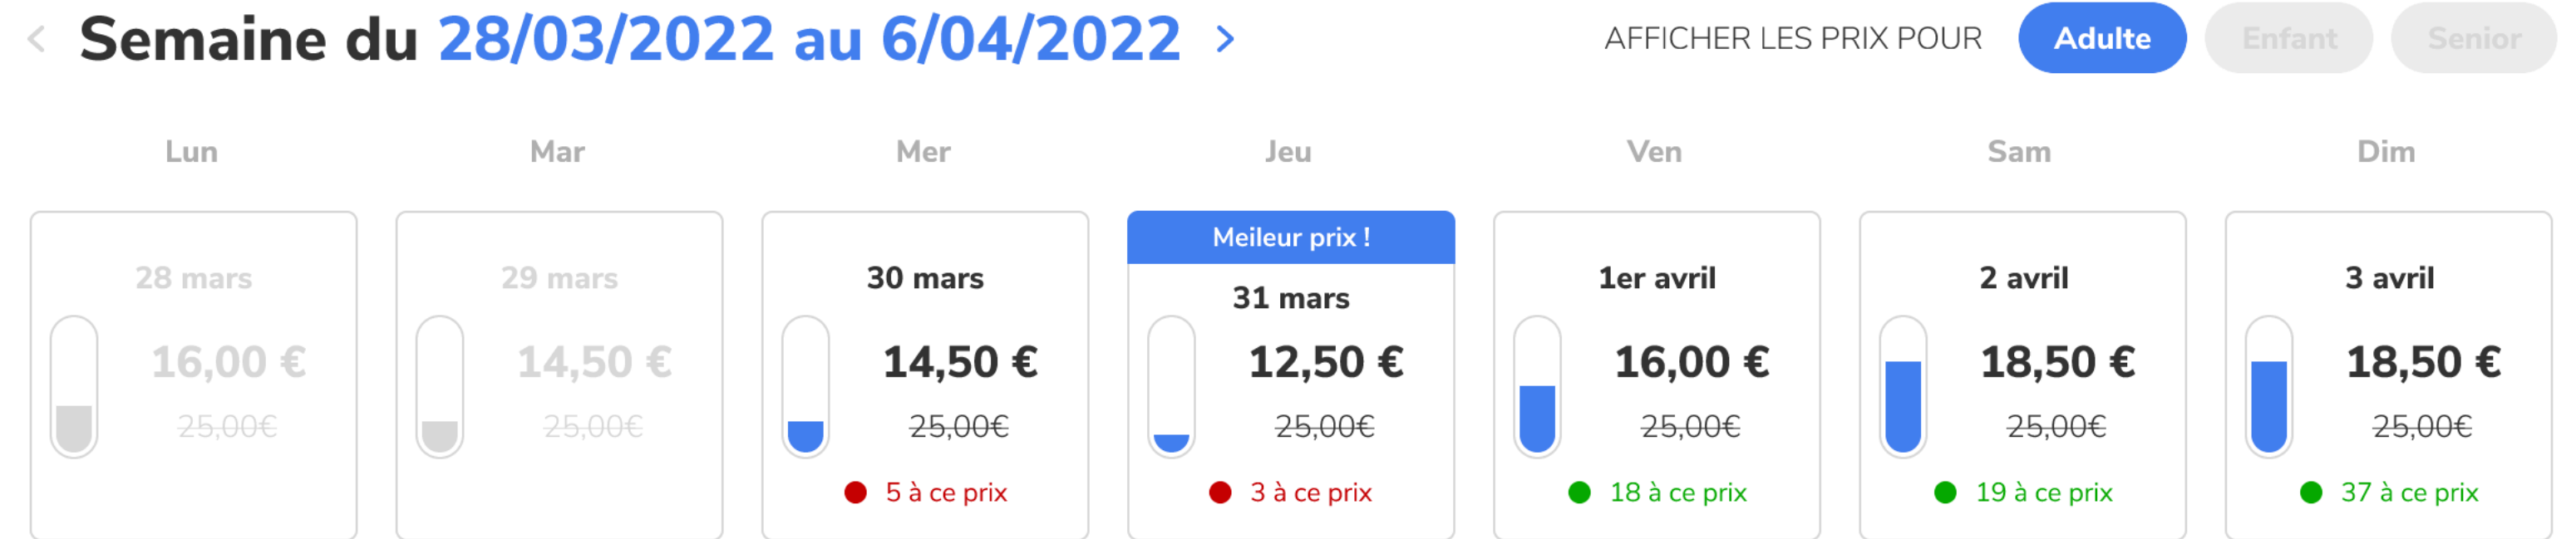 Semaine du 28/03/2022 au 6/04/2022
AFFICHER LES PRIX POUR Adulte Enfant Senior
Lun Mar Mer Jeu Ven Sam Dim
28 mars
16,00 €
25,00€
29 mars
14,50 €
25,00€
30 mars
14,50 €
25,00€
5 à ce prix
Meileur prix !
31 mars
12,50 €
25,00€
3 à ce prix
1er avril
16,00 €
25,00€
18 à ce prix
2 avril
18,50 €
25,00€
19 à ce prix
3 avril
18,50 €
25,00€
37 à ce prix